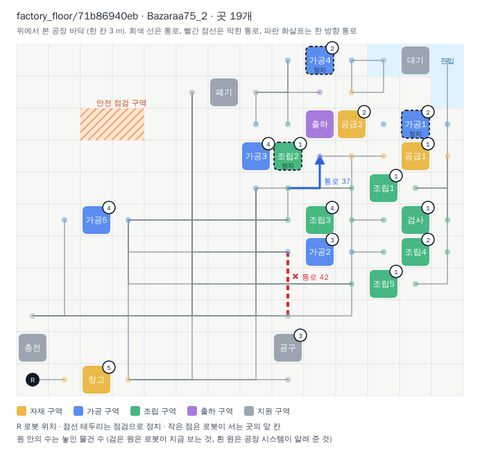 factory_floor/71b86940eb · Bazaraa75_2 · 곳 19개
위에서 본 공장 바닥 (한 칸 3 m). 회색 선은 통로, 빨간 점선은 막힌 통로, 파란 화살표는 한 방향 통로
가공4 2
정지
대기
진입
폐기
안전 점검 구역
출하
공급2 2
가공1 2
정지
가공3 4
조립2 1
정지
공급1 1
통로 37
조립1 1
가공5 4
조립3 4
검사 1
가공2 3
조립4 2
✖ 통로 42
조립5 1
충전
공구 3
R
창고 5
자재 구역
가공 구역
조립 구역
출하 구역
지원 구역
R 로봇 위치 · 점선 테두리는 점검으로 정지 · 작은 점은 로봇이 서는 곳의 앞 칸
원 안의 수는 놓인 물건 수 (검은 원은 로봇이 지금 보는 것, 흰 원은 공장 시스템이 알려 준 것)